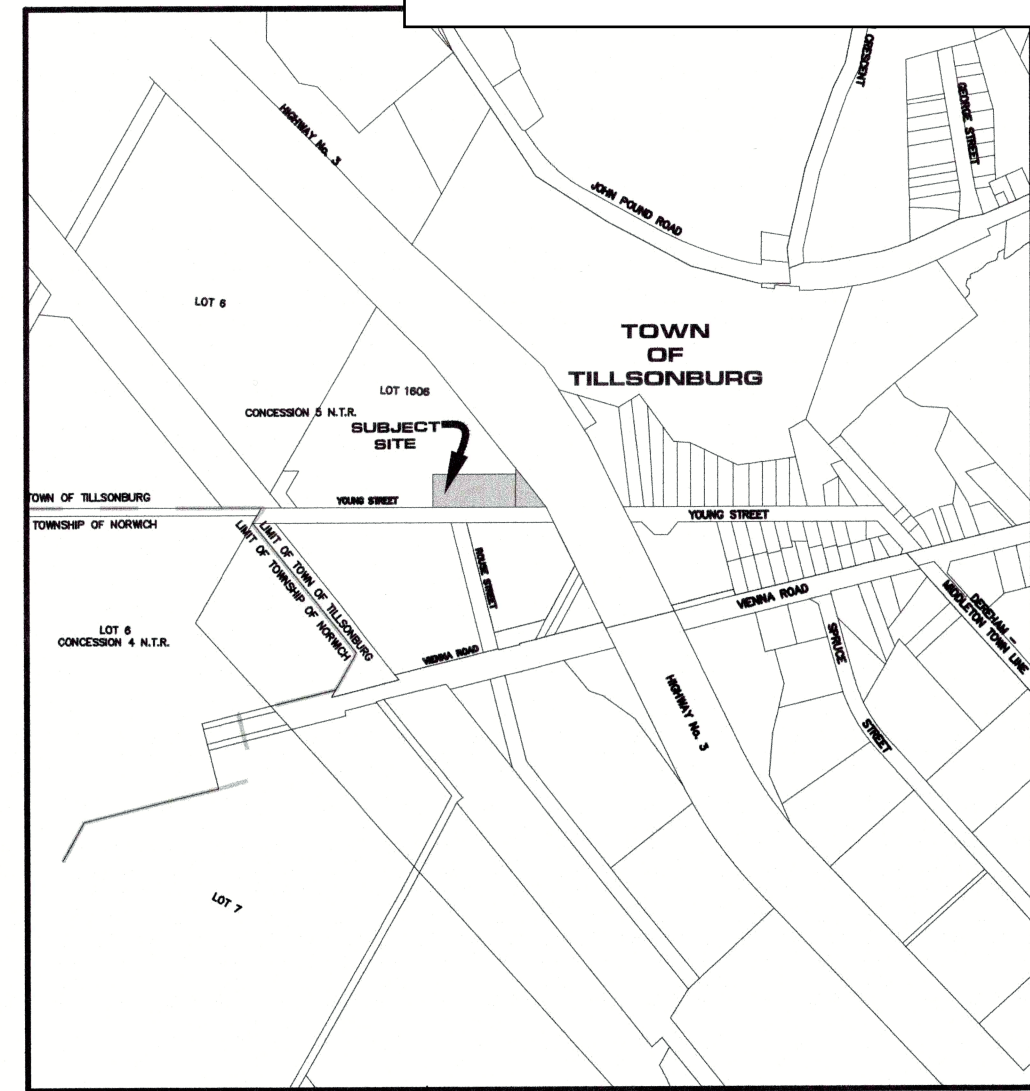 CRESCENT
GEORGE STREET
HIGHWAY No. 3
JOHN POUND ROAD
LOT 6
TOWN
OF
TILLSONBURG
LOT 1606
CONCESSION 5 N.T.R.
SUBJECT
SITE
TOWN OF TILLSONBURG
YOUNG STREET
TOWNSHIP OF NORWICH
YOUNG STREET
LIMIT OF TOWN OF TILLSONBURG
LIMIT OF TOWNSHIP OF NORWICH
ROUSE STREET
LOT 6
CONCESSION 4 N.T.R.
VIENNA ROAD
VIENNA ROAD
DEREHAM –
MIDDLETON TOWN LINE
SPRUCE
STREET
HIGHWAY No. 3
LOT 7